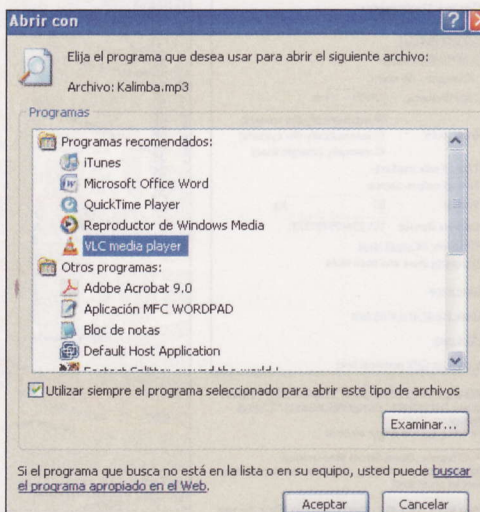 Abrir con
Elija el programa que desea usar para abrir el siguiente archivo:
Archivo: Kalimba.mp3
Programas
Programas recomendados:
iTunes
Microsoft Office Word
QuickTime Player
Reproductor de Windows Media
VLC media player
Otros programas:
Adobe Acrobat 9.0
Aplicación MFC WORDPAD
Bloc de notas
Default Host Application
Utilizar siempre el programa seleccionado para abrir este tipo de archivos
Examinar...
Si el programa que busca no está en la lista o en su equipo, usted puede buscar
el programa apropiado en el Web.
Aceptar Cancelar